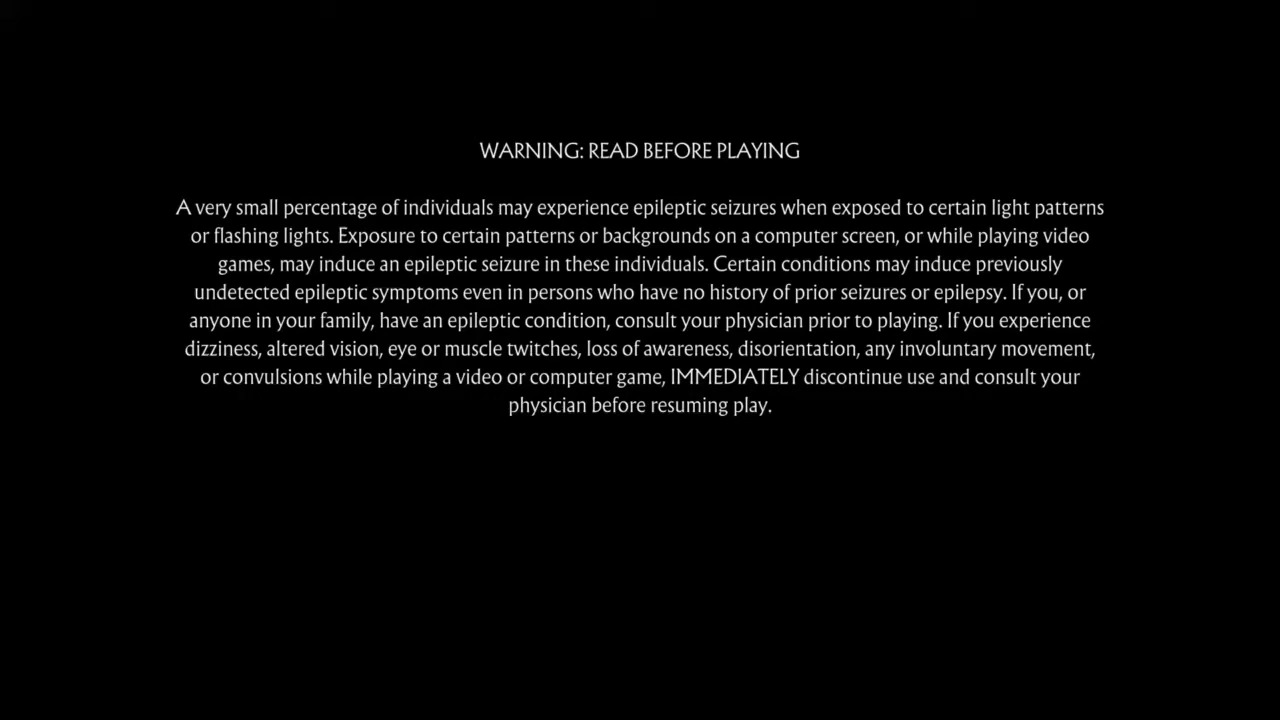 WARNING: READ BEFORE PLAYING
A very small percentage of individuals may experience epileptic seizures when exposed to certain light patterns
or flashing lights. Exposure to certain patterns or backgrounds on a computer screen, or while playing video
games, may induce an epileptic seizure in these individuals. Certain conditions may induce previously
undetected epileptic symptoms even in persons who have no history of prior seizures or epilepsy. If you, or
anyone in your family, have an epileptic condition, consult your physician prior to playing. If you experience
dizziness, altered vision, eye or muscle twitches, loss of awareness, disorientation, any involuntary movement,
or convulsions while playing a video or computer game, IMMEDIATELY discontinue use and consult your
physician before resuming play.